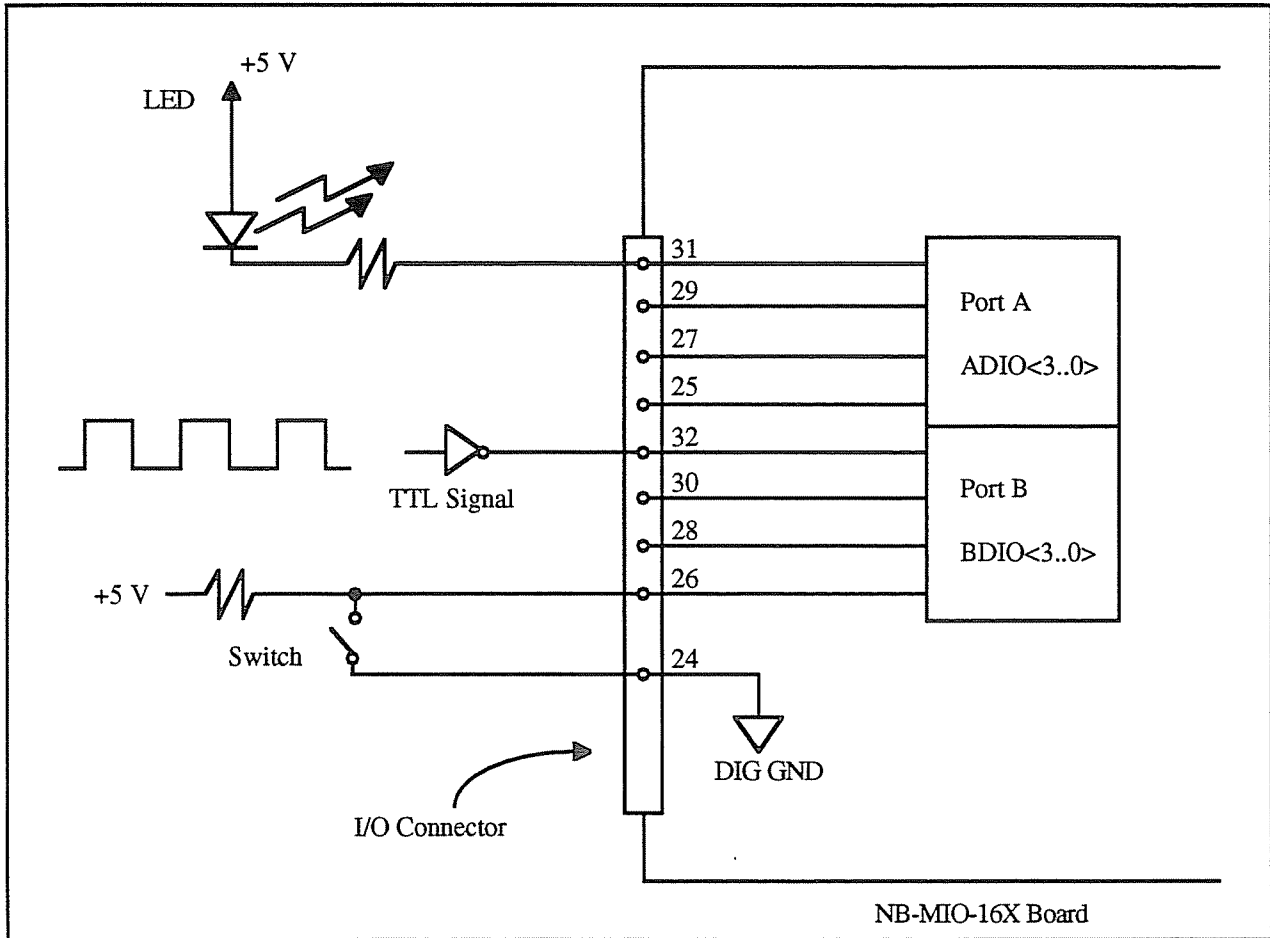 +5 V
LED
31
29
Port A
27
ADIO<3..0>
25
32
TTL Signal
30
Port B
28
BDIO<3..0>
26
+5 V
Switch
24
DIG GND
I/O Connector
NB-MIO-16X Board